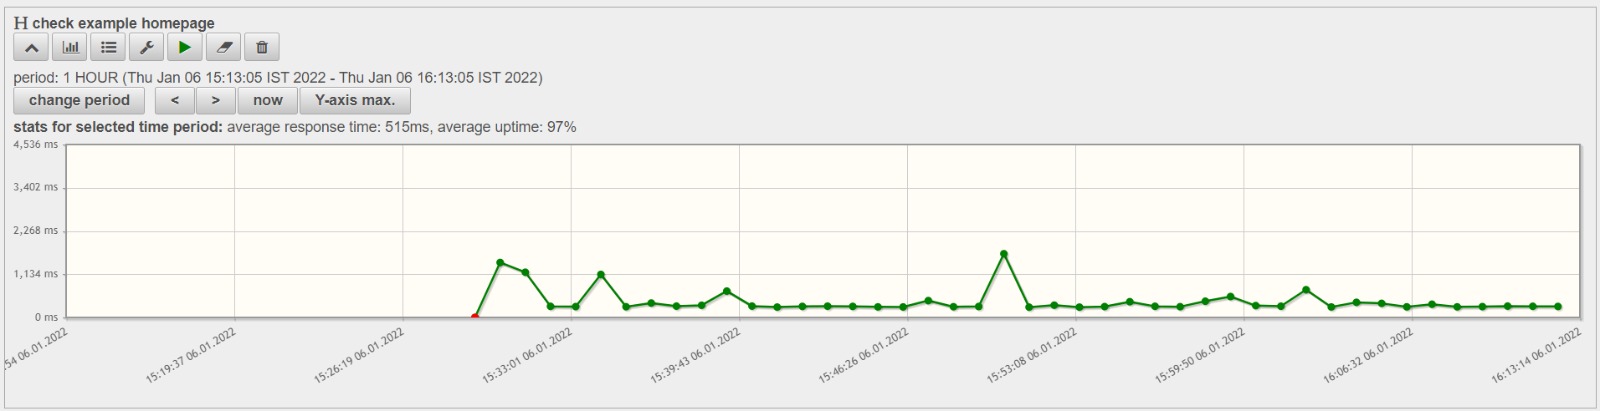 H check example homepage
period: 1 HOUR (Thu Jan 06 15:13:05 IST 2022 - Thu Jan 06 16:13:05 IST 2022)
change period < > now Y-axis max.
stats for selected time period: average response time: 515ms, average uptime: 97%
4,536 ms
3,402 ms
2,268 ms
1,134 ms
0 ms
:54 06.01.2022 15:19:37 06.01.2022 15:26:19 06.01.2022 15:33:01 06.01.2022 15:39:43 06.01.2022 15:46:26 06.01.2022 15:53:08 06.01.2022 15:59:50 06.01.2022 16:06:32 06.01.2022 16:13:14 06.01.2022